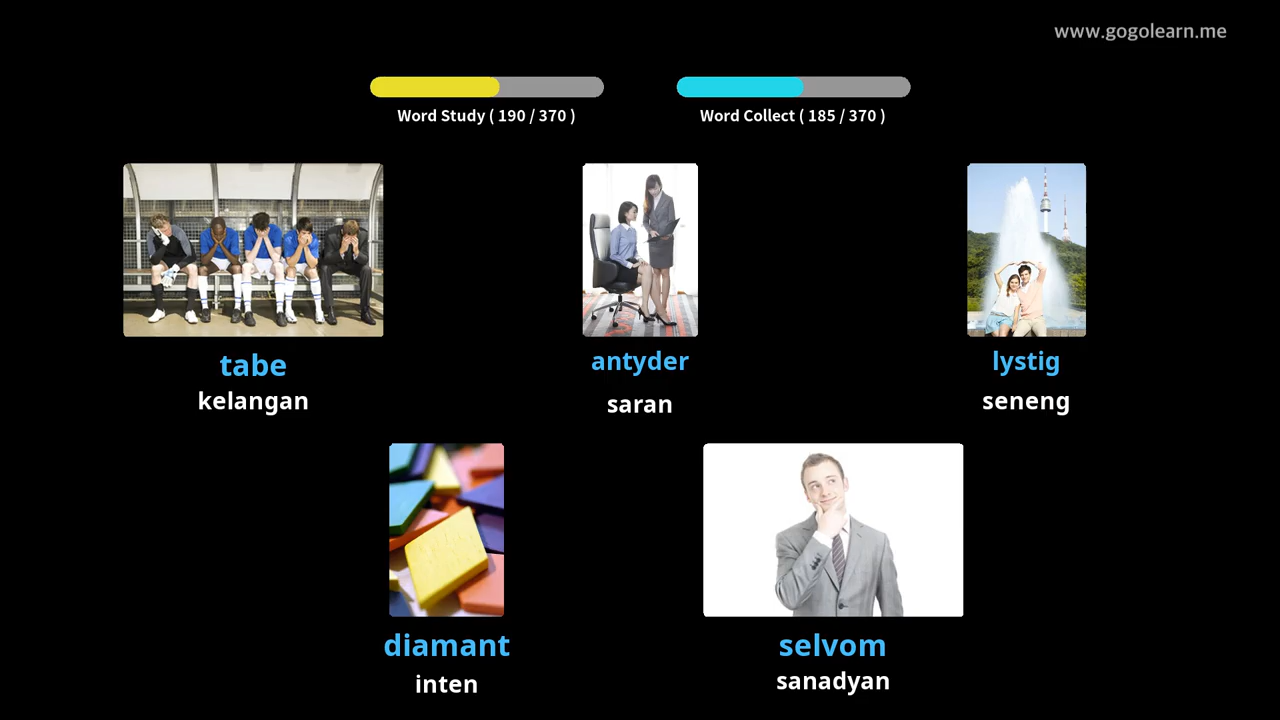 www.gogolearn.me
Word Study ( 190 / 370 )
Word Collect ( 185 / 370 )
tabe
kelangan
antyder
saran
lystig
seneng
diamant
inten
selvom
sanadyan